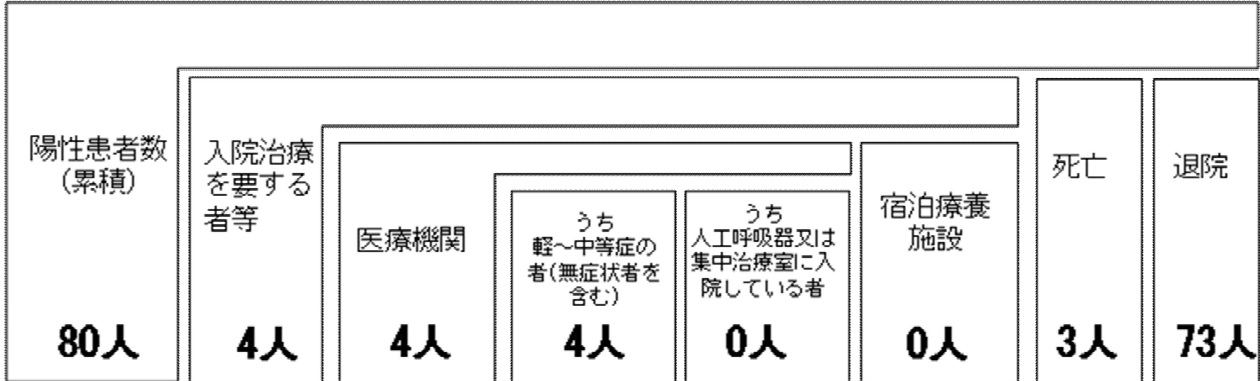 陽性患者数
(累積)
80人
入院治療
を要する
者等
4人
医療機関
4人
うち
軽~中等症の
者(無症状者を
含む)
4人
うち
人工呼吸器又は
集中治療室に入
院している者
0人
宿泊療養
施設
0人
死亡
3人
退院
73人